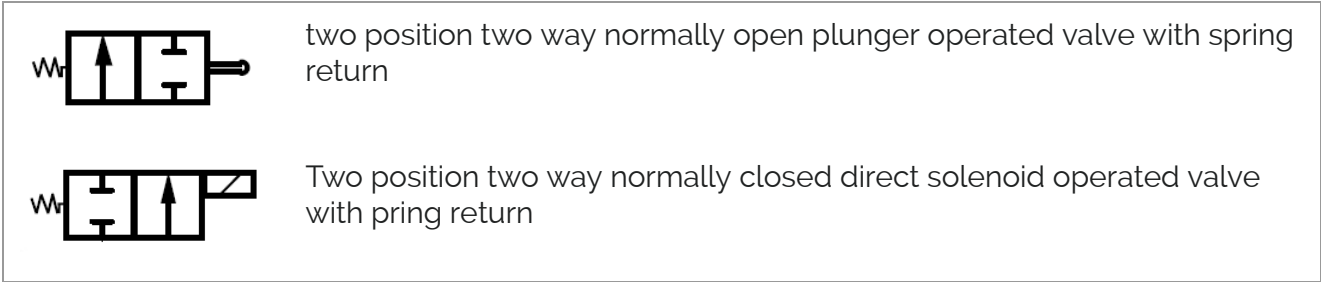 two position two way normally open plunger operated valve with spring
return
Two position two way normally closed direct solenoid operated valve
with pring return